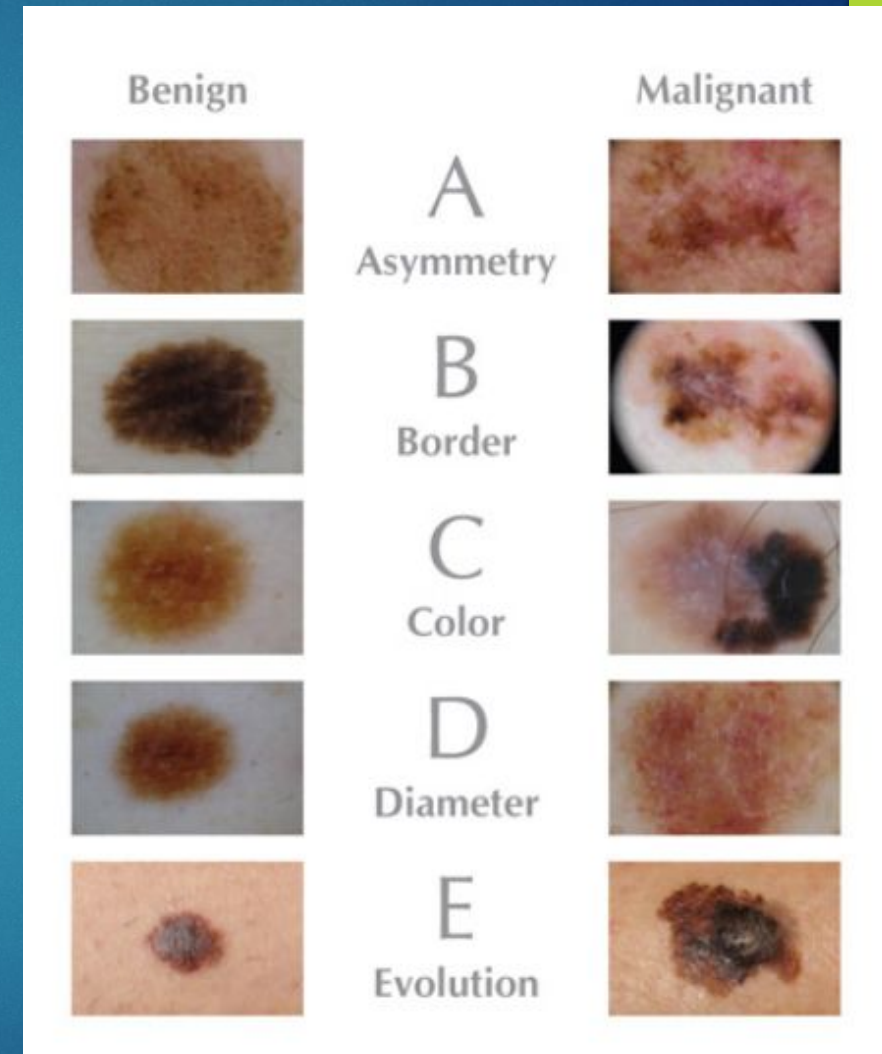 Benign
Malignant
A
Asymmetry
B
Border
C
Color
D
Diameter
E
Evolution